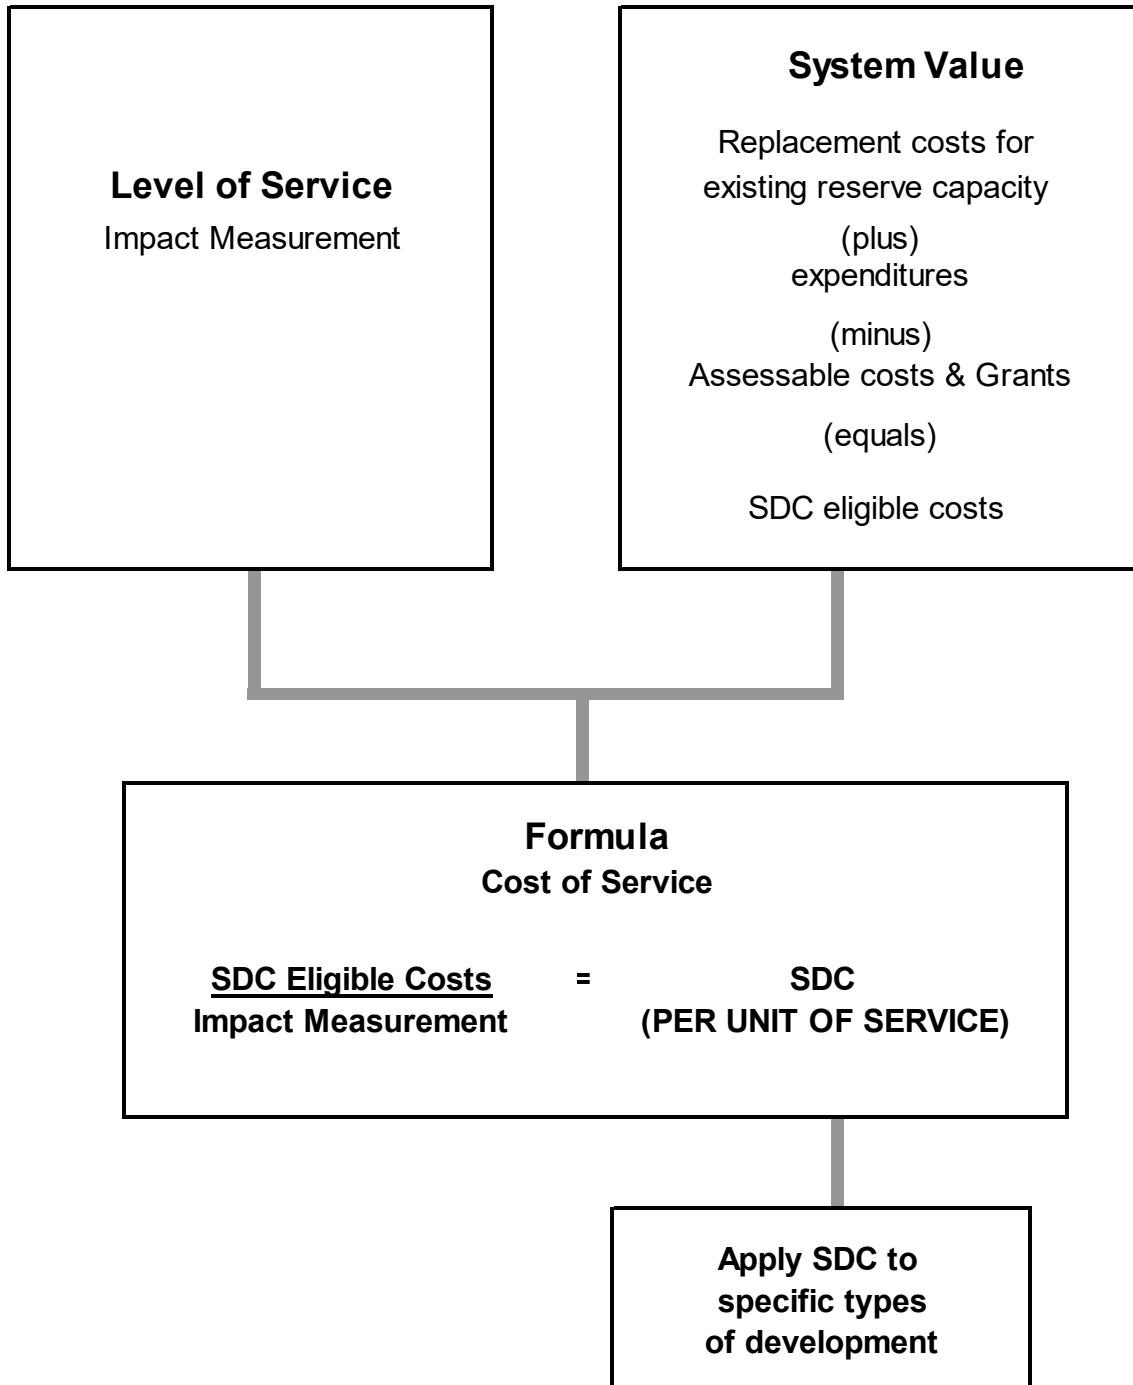 Level of Service
Impact Measurement
System Value
Replacement costs for
existing reserve capacity
(plus)
expenditures
(minus)
Assessable costs & Grants
(equals)
SDC eligible costs
Formula
Cost of Service
SDC Eligible Costs = SDC
Impact Measurement (PER UNIT OF SERVICE)
Apply SDC to
specific types
of development